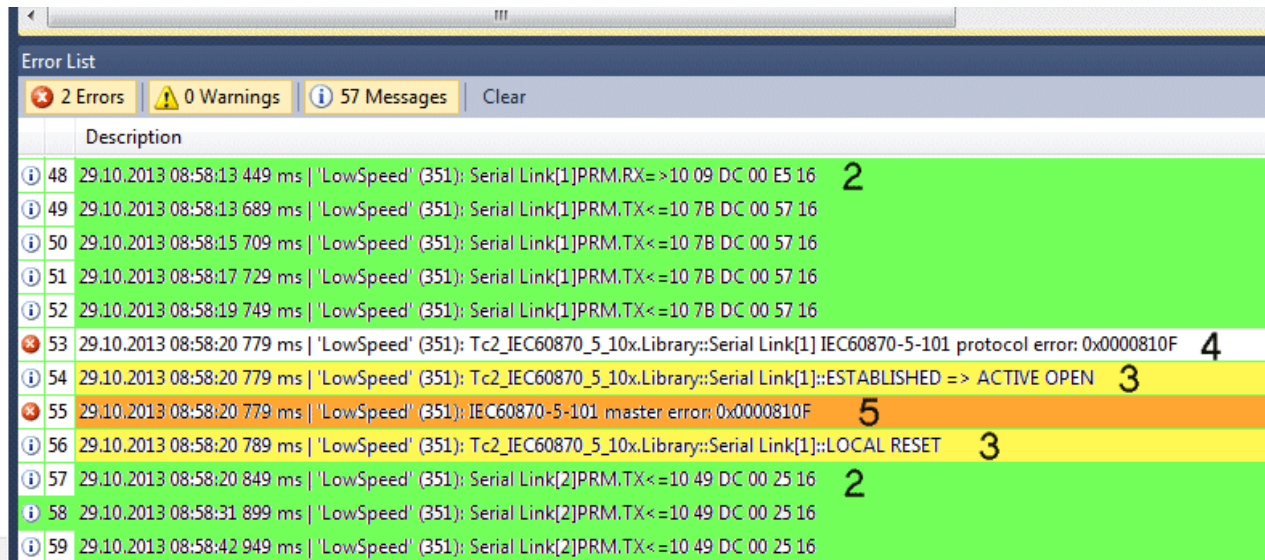 Error List
2 Errors 0 Warnings 57 Messages Clear
Description
48 29.10.2013 08:58:13 449 ms | 'LowSpeed' (351): Serial Link[1]PRM.RX=>10 09 DC 00 E5 16 2
49 29.10.2013 08:58:13 689 ms | 'LowSpeed' (351): Serial Link[1]PRM.TX<=10 7B DC 00 57 16
50 29.10.2013 08:58:15 709 ms | 'LowSpeed' (351): Serial Link[1]PRM.TX<=10 7B DC 00 57 16
51 29.10.2013 08:58:17 729 ms | 'LowSpeed' (351): Serial Link[1]PRM.TX<=10 7B DC 00 57 16
52 29.10.2013 08:58:19 749 ms | 'LowSpeed' (351): Serial Link[1]PRM.TX<=10 7B DC 00 57 16
53 29.10.2013 08:58:20 779 ms | 'LowSpeed' (351): Tc2_IEC60870_5_10x.Library::Serial Link[1] IEC60870-5-101 protocol error: 0x0000810F 4
54 29.10.2013 08:58:20 779 ms | 'LowSpeed' (351): Tc2_IEC60870_5_10x.Library::Serial Link[1]::ESTABLISHED => ACTIVE OPEN 3
55 29.10.2013 08:58:20 779 ms | 'LowSpeed' (351): IEC60870-5-101 master error: 0x0000810F 5
56 29.10.2013 08:58:20 789 ms | 'LowSpeed' (351): Tc2_IEC60870_5_10x.Library::Serial Link[1]::LOCAL RESET 3
57 29.10.2013 08:58:20 849 ms | 'LowSpeed' (351): Serial Link[2]PRM.TX<=10 49 DC 00 25 16 2
58 29.10.2013 08:58:31 899 ms | 'LowSpeed' (351): Serial Link[2]PRM.TX<=10 49 DC 00 25 16
59 29.10.2013 08:58:42 949 ms | 'LowSpeed' (351): Serial Link[2]PRM.TX<=10 49 DC 00 25 16